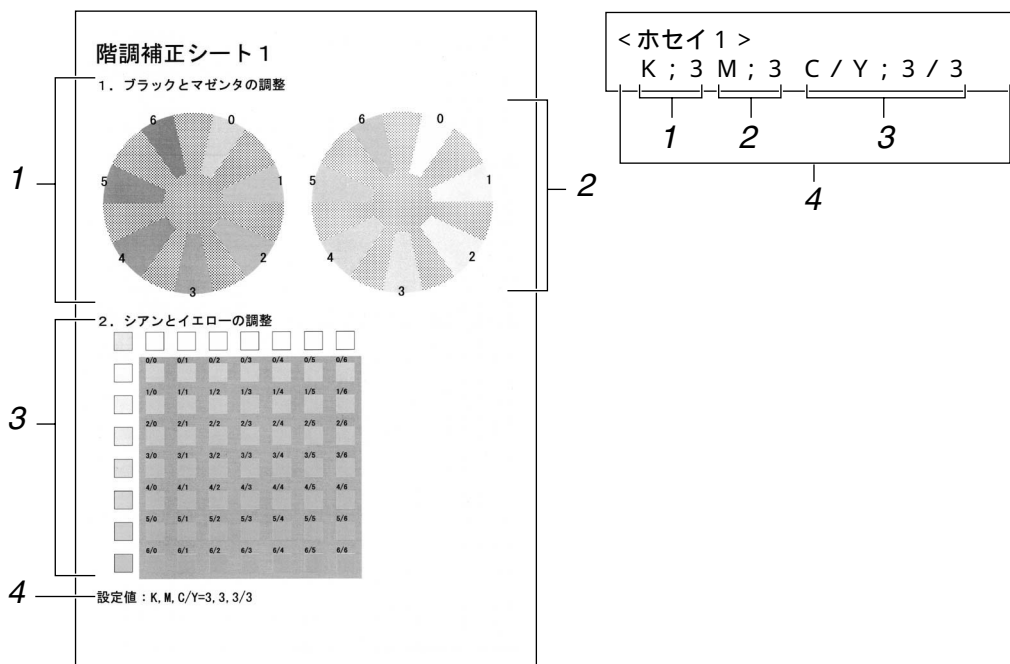 階調補正シート1
1．ブラックとマゼンタの調整
6 0
5 1
4 2
3
6 0
5 1
4 2
3
1
2
2．シアンとイエローの調整
0/0 0/1 0/2 0/3 0/4 0/5 0/6
1/0 1/1 1/2 1/3 1/4 1/5 1/6
2/0 2/1 2/2 2/3 2/4 2/5 2/6
3/0 3/1 3/2 3/3 3/4 3/5 3/6
4/0 4/1 4/2 4/3 4/4 4/5 4/6
5/0 5/1 5/2 5/3 5/4 5/5 5/6
6/0 6/1 6/2 6/3 6/4 6/5 6/6
3
4
設定値：K,M,C/Y=3,3,3/3
<ホセイ1>
K;3 M;3 C/Y;3/3
1 2 3
4